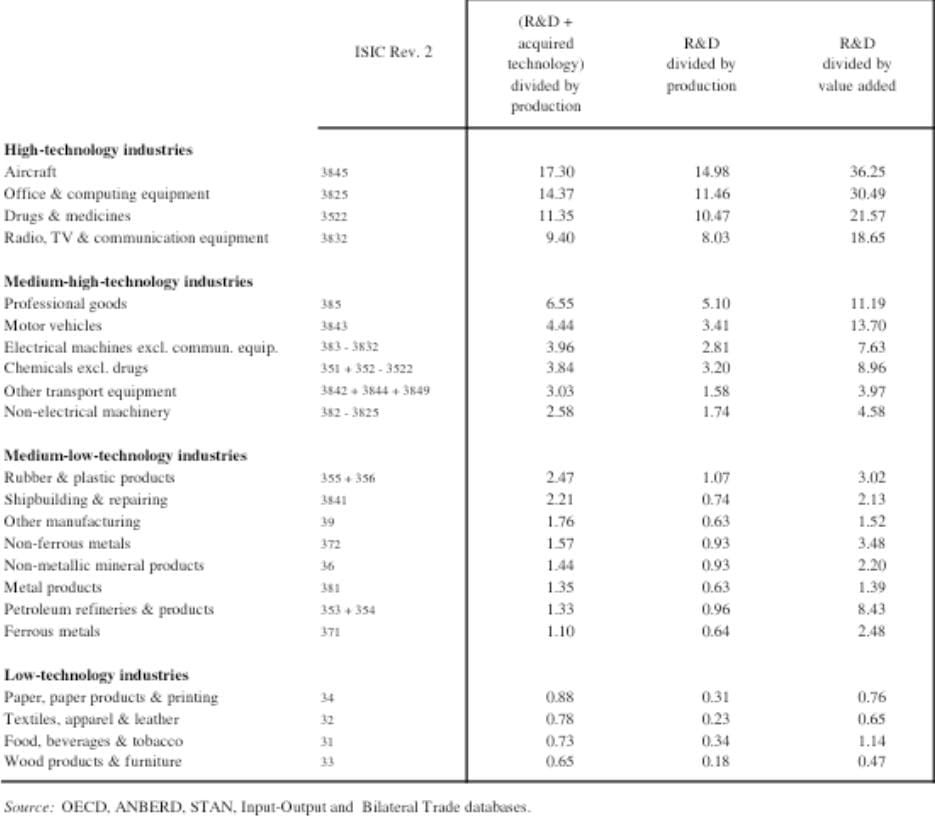 ISIC Rev. 2 (R&D + acquired technology) divided by production R&D divided by production R&D divided by value added
High-technology industries
Aircraft 3845 17.30 14.98 36.25
Office & computing equipment 3825 14.37 11.46 30.49
Drugs & medicines 3522 11.35 10.47 21.57
Radio, TV & communication equipment 3832 9.40 8.03 18.65
Medium-high-technology industries
Professional goods 385 6.55 5.10 11.19
Motor vehicles 3843 4.44 3.41 13.70
Electrical machines excl. commun. equip. 383 - 3832 3.96 2.81 7.63
Chemicals excl. drugs 351 + 352 - 3522 3.84 3.20 8.96
Other transport equipment 3842 + 3844 + 3849 3.03 1.58 3.97
Non-electrical machinery 382 - 3825 2.58 1.74 4.58
Medium-low-technology industries
Rubber & plastic products 355 + 356 2.47 1.07 3.02
Shipbuilding & repairing 3841 2.21 0.74 2.13
Other manufacturing 39 1.76 0.63 1.52
Non-ferrous metals 372 1.57 0.93 3.48
Non-metallic mineral products 36 1.44 0.93 2.20
Metal products 381 1.35 0.63 1.39
Petroleum refineries & products 353 + 354 1.33 0.96 8.43
Ferrous metals 371 1.10 0.64 2.48
Low-technology industries
Paper, paper products & printing 34 0.88 0.31 0.76
Textiles, apparel & leather 32 0.78 0.23 0.65
Food, beverages & tobacco 31 0.73 0.34 1.14
Wood products & furniture 33 0.65 0.18 0.47
Source: OECD, ANBERD, STAN, Input-Output and Bilateral Trade databases.